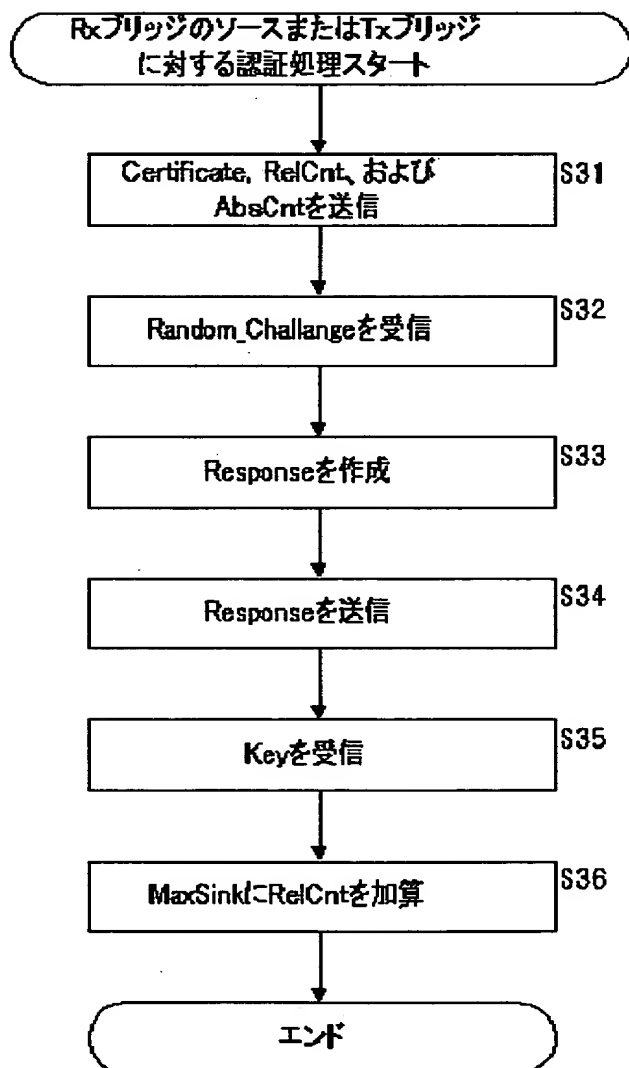 RxブリッジのソースまたはTxブリッジ
に対する認証処理スタート
Certificate, RelCnt、および
AbsCntを送信
S31
Random_Challangeを受信
S32
Responseを作成
S33
Responseを送信
S34
Keyを受信
S35
MaxSinkにRelCntを加算
S36
エンド